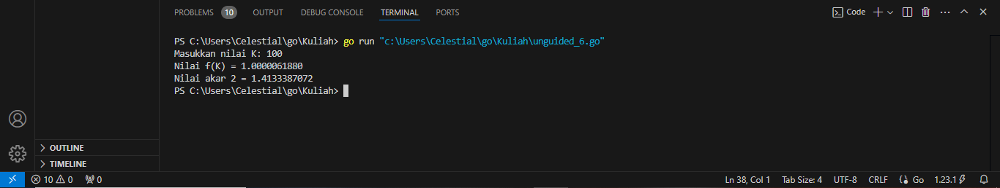 PROBLEMS 10 OUTPUT DEBUG CONSOLE TERMINAL PORTS Code
PS C:\Users\Celestial\go\Kuliah> go run "c:\Users\Celestial\go\Kuliah\unguided_6.go"
Masukkan nilai K: 100
Nilai f(K) = 1.0000061880
Nilai akar 2 = 1.4133387072
PS C:\Users\Celestial\go\Kuliah>
OUTLINE
TIMELINE
10 0 0 Ln 38, Col 1 Tab Size: 4 UTF-8 CRLF Go 1.23.1